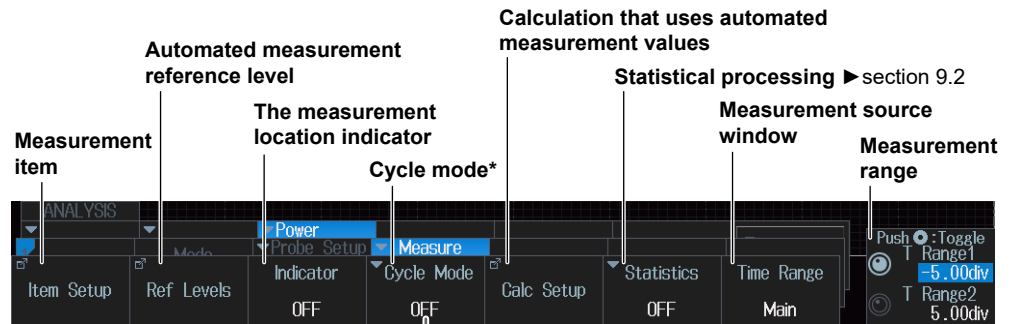 Calculation that uses automated
measurement values
Automated measurement
reference level
Statistical processing ►section 9.2
The measurement
location indicator
Measurement source
window
Measurement
item
Measurement
range
Cycle mode*
ANALYSIS
Power
Mode
Probe Setup
Measure
Item Setup
Ref Levels
Indicator
OFF
Cycle Mode
OFF
Calc Setup
Statistics
OFF
Time Range
Main
Push :Toggle
T Range1
-5.00div
T Range2
5.00div